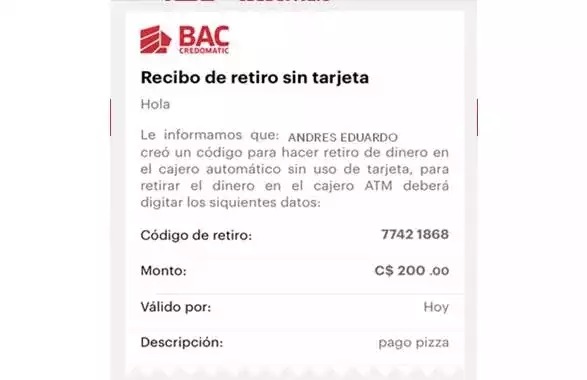 BAC
CREDOMATIC
Recibo de retiro sin tarjeta
Hola
Le informamos que: ANDRES EDUARDO
creó un código para hacer retiro de dinero en
el cajero automático sin uso de tarjeta, para
retirar el dinero en el cajero ATM deberá
digitar los siquientes datos:
Código de retiro: 7742 1868
Monto: C$ 200 .00
Válido por: Hoy
Descripción: pago pizza